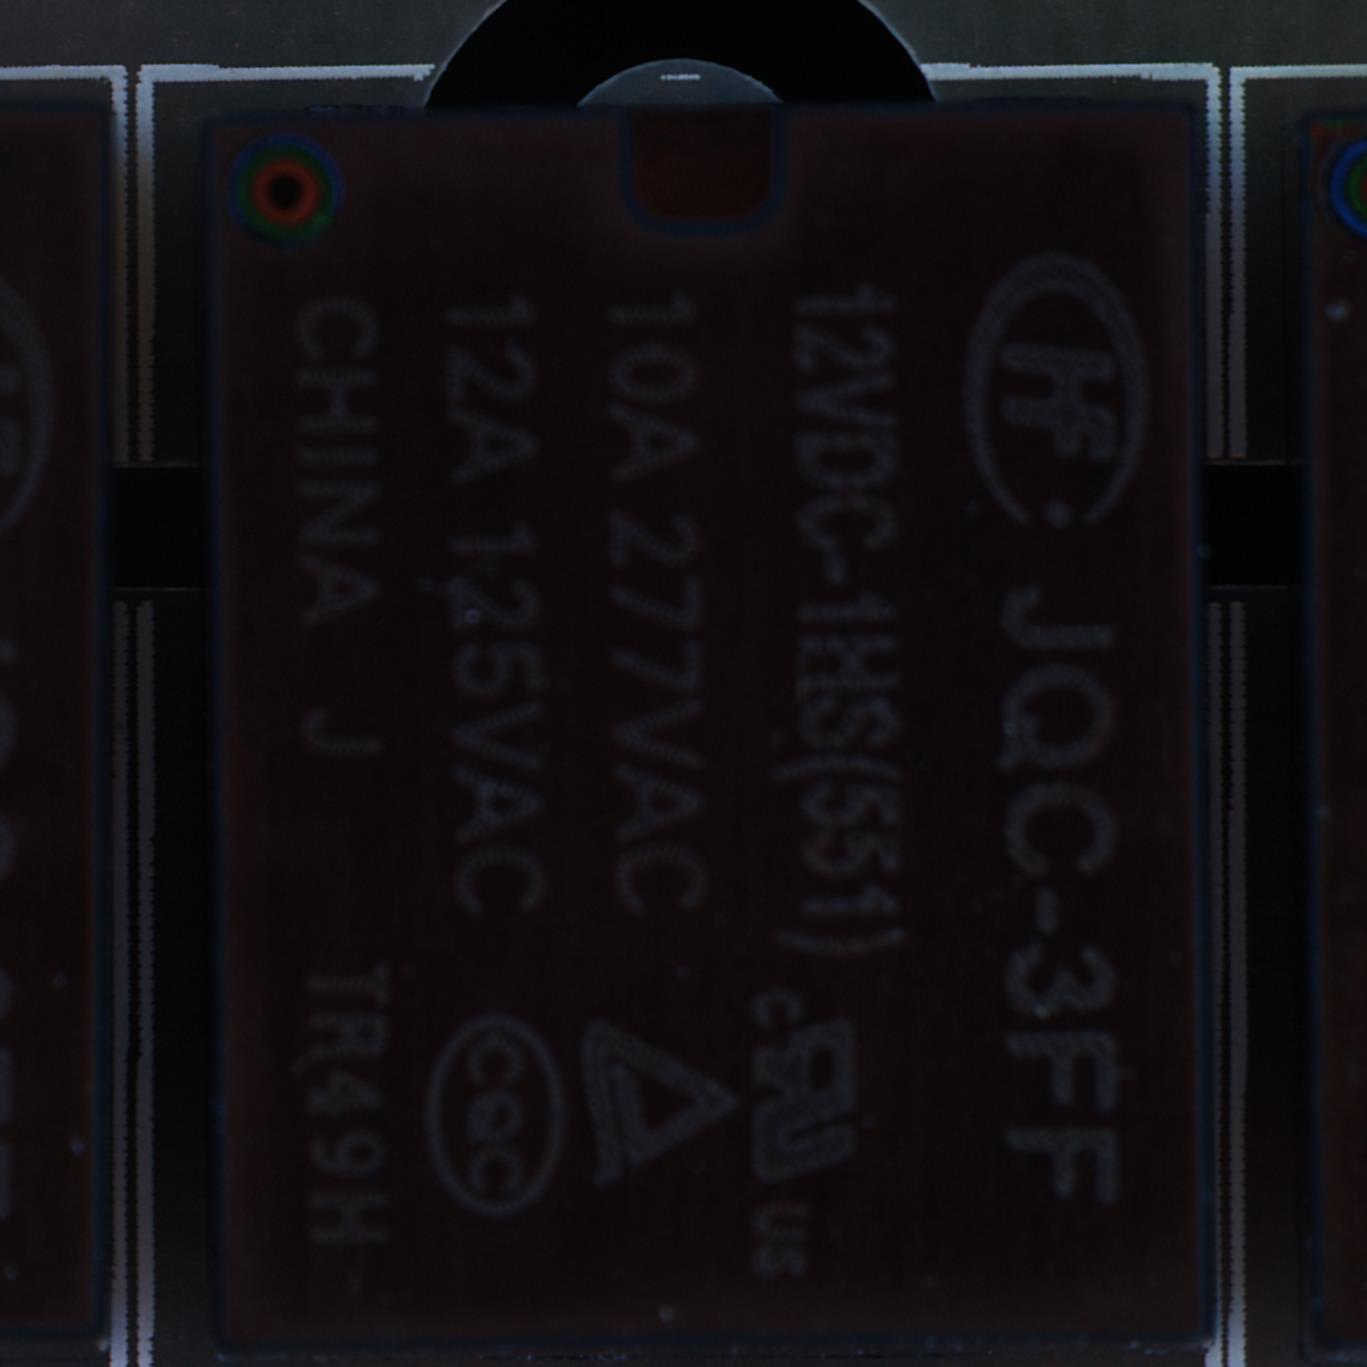 HF JQC-3FF
12VDC-1HS(551)
10A 277VAC
12A 125VAC
CHINA J TR49H
c US
CQC